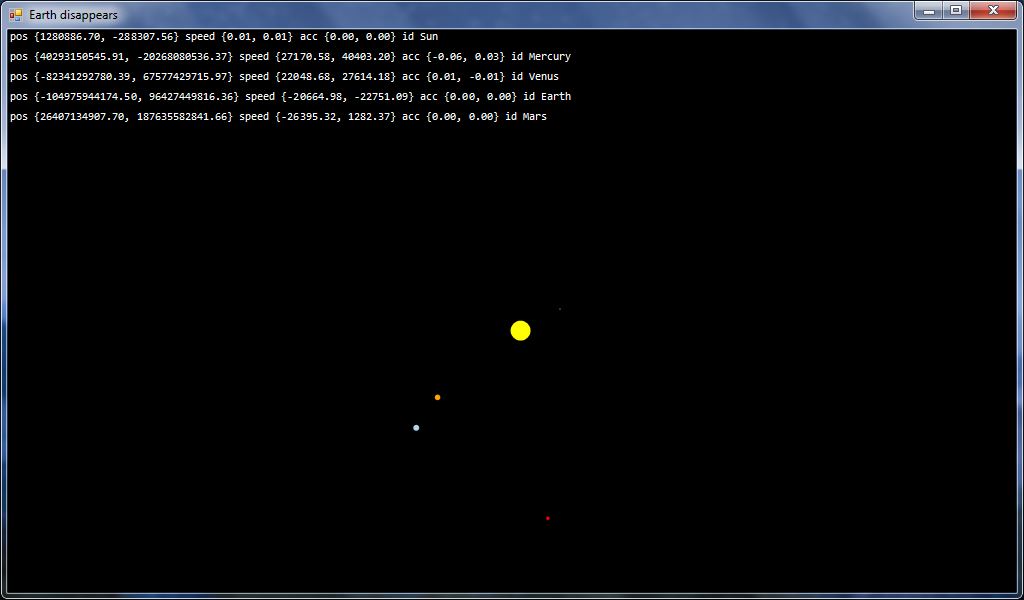 Earth disappears
pos {1280886.70, -288307.56} speed {0.01, 0.01} acc {0.00, 0.00} id Sun
pos {40293150545.91, -20268080536.37} speed {27170.58, 40403.20} acc {-0.06, 0.03} id Mercury
pos {-82341292780.39, 67577429715.97} speed {22048.68, 27614.18} acc {0.01, -0.01} id Venus
pos {-104975944174.50, 96427449816.36} speed {-20664.98, -22751.09} acc {0.00, 0.00} id Earth
pos {26407134907.70, 187635582841.66} speed {-26395.32, 1282.37} acc {0.00, 0.00} id Mars